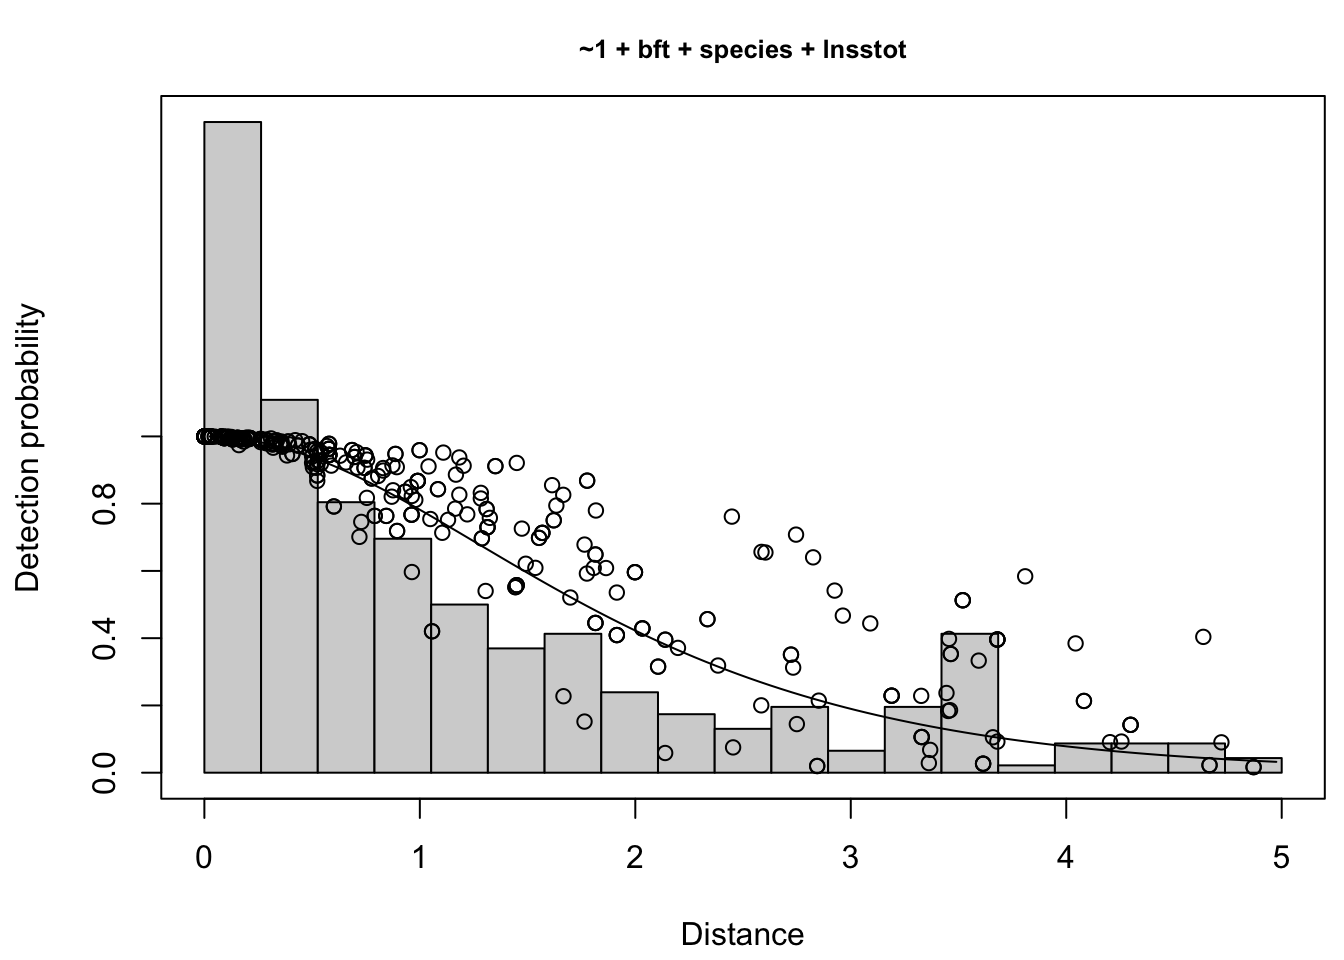 ~1 + bft + species + lnsstot
Detection probability
0.8
0.4
0.0
0 1 2 3 4 5
Distance